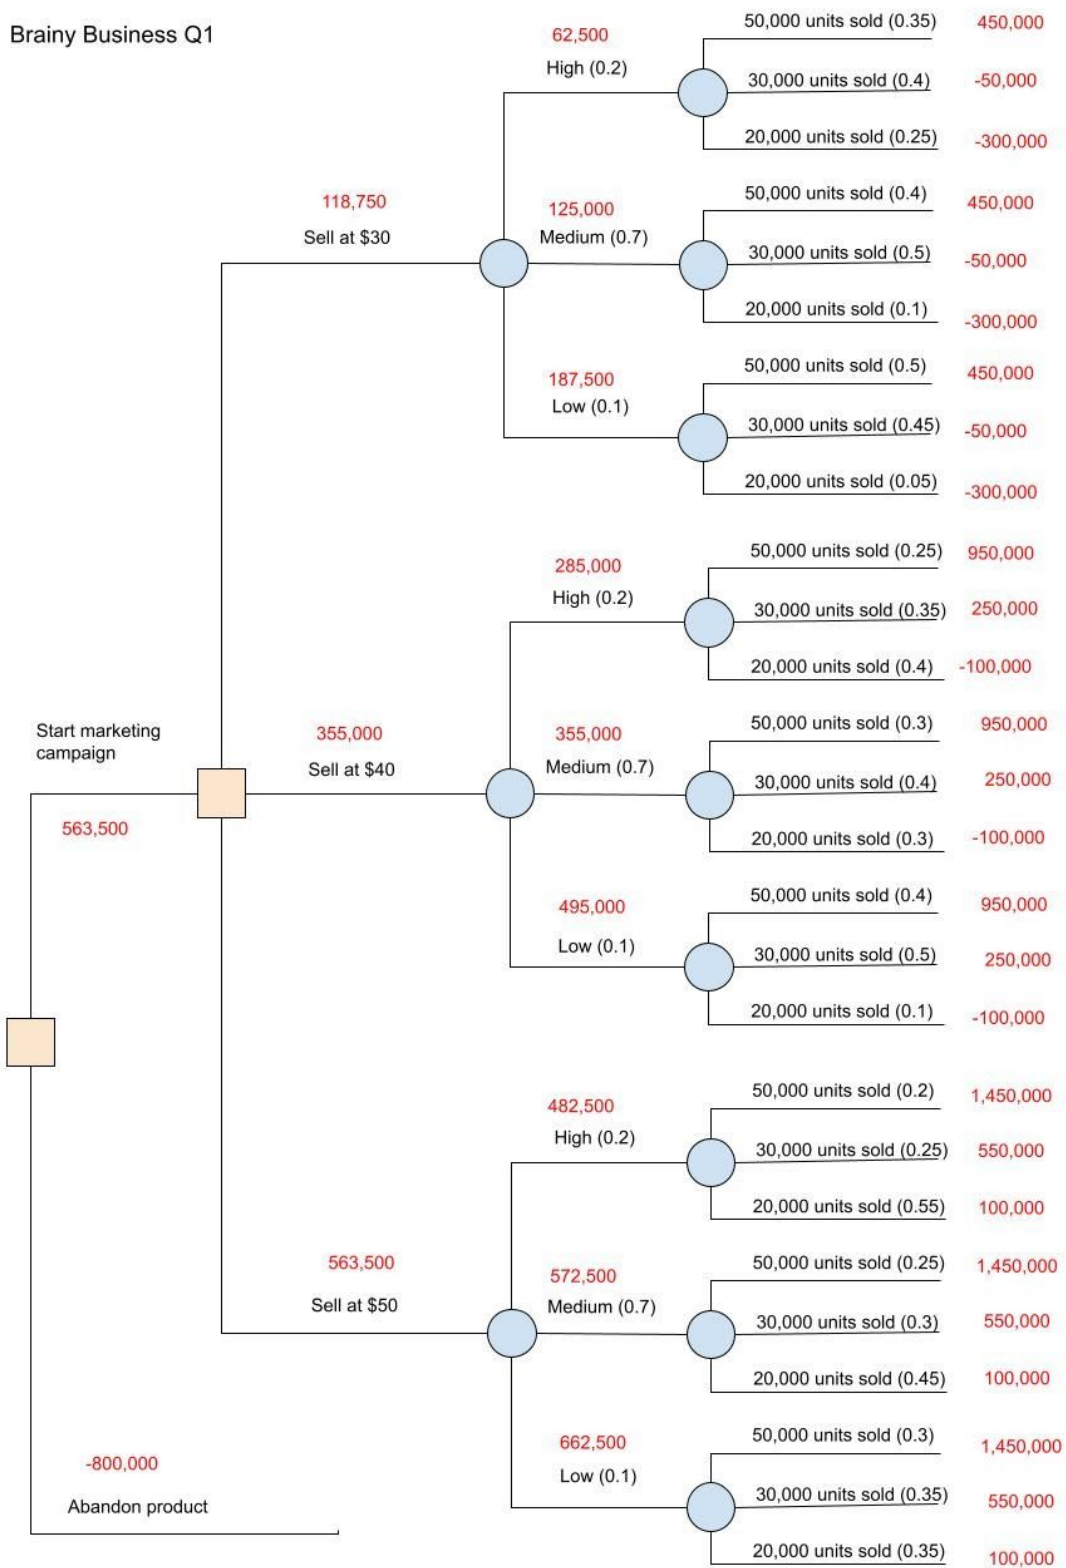 Brainy Business Q1
62,500
High (0.2)
50,000 units sold (0.35)
450,000
30,000 units sold (0.4)
-50,000
20,000 units sold (0.25)
-300,000
118,750
Sell at $30
125,000
Medium (0.7)
50,000 units sold (0.4)
450,000
30,000 units sold (0.5)
-50,000
20,000 units sold (0.1)
-300,000
187,500
Low (0.1)
50,000 units sold (0.5)
450,000
30,000 units sold (0.45)
-50,000
20,000 units sold (0.05)
-300,000
285,000
High (0.2)
50,000 units sold (0.25)
950,000
30,000 units sold (0.35)
250,000
20,000 units sold (0.4)
-100,000
Start marketing
campaign
563,500
355,000
Sell at $40
355,000
Medium (0.7)
50,000 units sold (0.3)
950,000
30,000 units sold (0.4)
250,000
20,000 units sold (0.3)
-100,000
495,000
Low (0.1)
50,000 units sold (0.4)
950,000
30,000 units sold (0.5)
250,000
20,000 units sold (0.1)
-100,000
482,500
High (0.2)
50,000 units sold (0.2)
1,450,000
30,000 units sold (0.25)
550,000
20,000 units sold (0.55)
100,000
563,500
Sell at $50
572,500
Medium (0.7)
50,000 units sold (0.25)
1,450,000
30,000 units sold (0.3)
550,000
20,000 units sold (0.45)
100,000
662,500
Low (0.1)
50,000 units sold (0.3)
1,450,000
30,000 units sold (0.35)
550,000
20,000 units sold (0.35)
100,000
-800,000
Abandon product